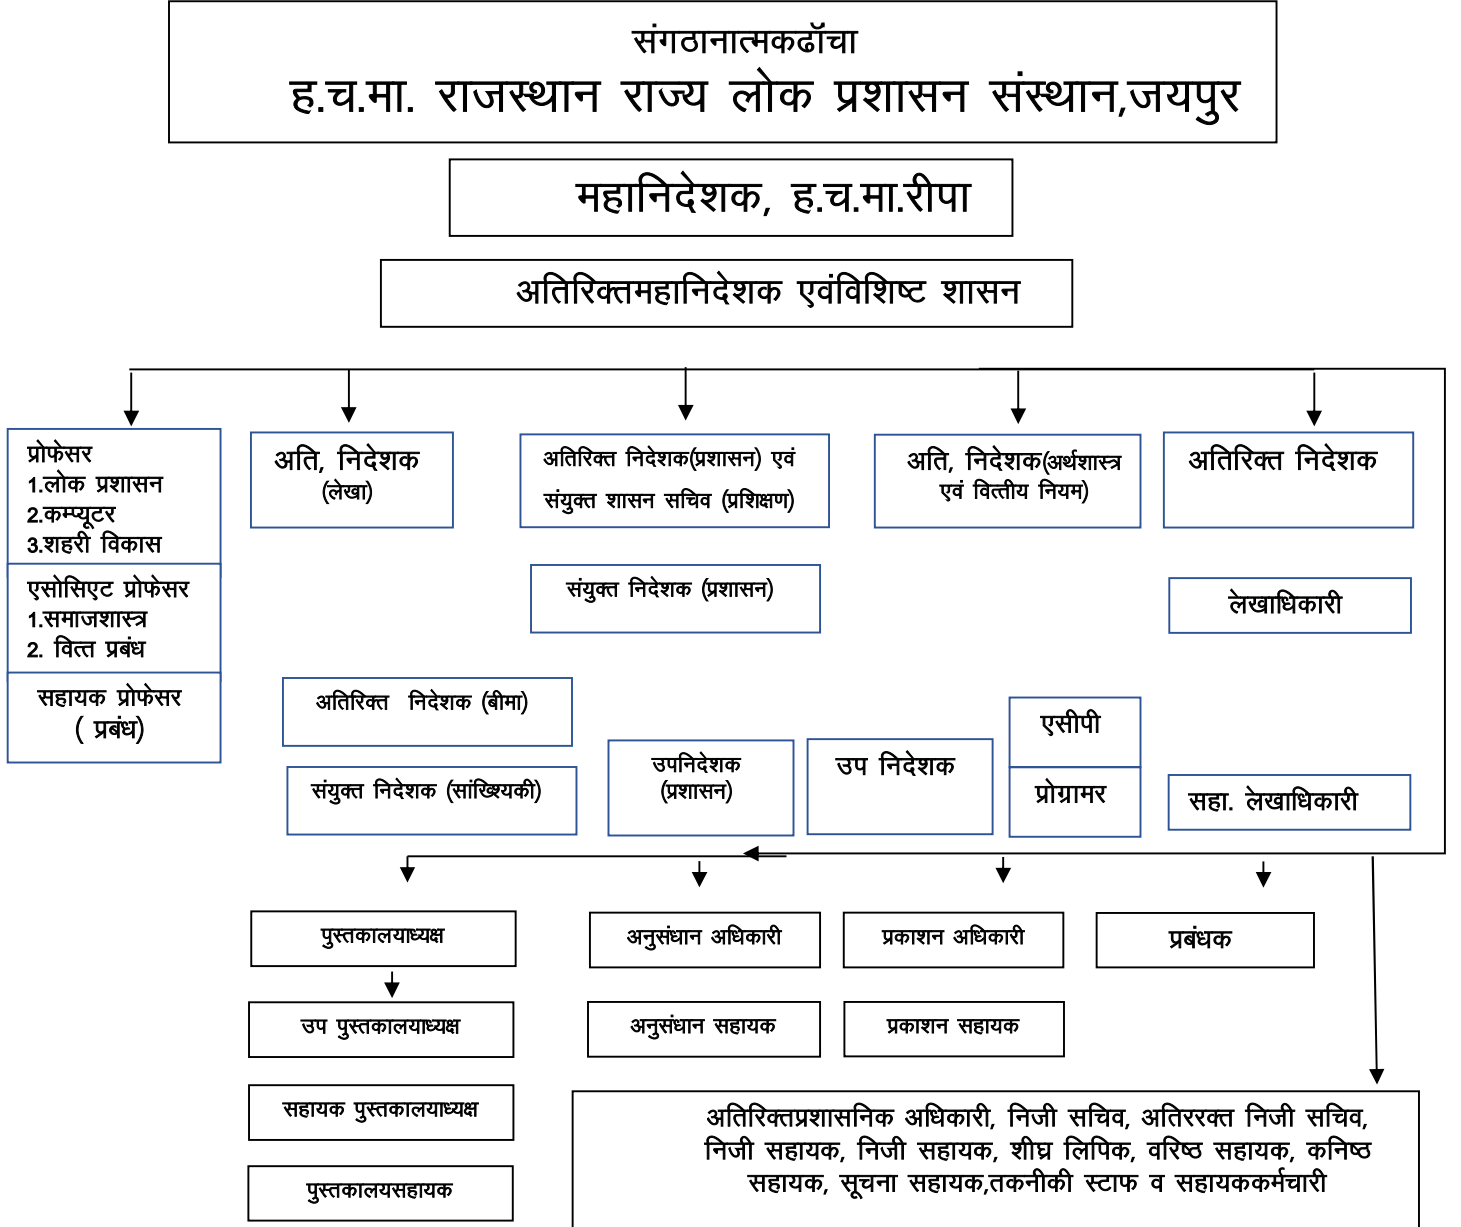 संगठानात्मकढॉचा
ह.च.मा. राजस्थान राज्य लोक प्रशासन संस्थान,जयपुर
महानिदेशक, ह.च.मा.रीपा
अतिरिक्तमहानिदेशक एवंविशिष्ट शासन
प्रोफेसर
1.लोक प्रशासन
2.कम्प्यूटर
3.शहरी विकास
एसोसिएट प्रोफेसर
1.समाजशास्त्र
2. वित्त प्रबंध
सहायक प्रोफेसर
( प्रबंध)
अति, निदेशक
(लेखा)
अतिरिक्त निदेशक(प्रशासन) एवं
संयुक्त शासन सचिव (प्रशिक्षण)
अति, निदेशक(अर्थशास्त्र
एवं वित्तीय नियम)
अतिरिक्त निदेशक
संयुक्त निदेशक (प्रशासन)
लेखाधिकारी
अतिरिक्त निदेशक (बीमा)
संयुक्त निदेशक (सांख्यिकी)
उपनिदेशक
(प्रशासन)
उप निदेशक
एसीपी
प्रोग्रामर
सहा. लेखाधिकारी
पुस्तकालयाध्यक्ष
अनुसंधान अधिकारी
प्रकाशन अधिकारी
प्रबंधक
उप पुस्तकालयाध्यक्ष
अनुसंधान सहायक
प्रकाशन सहायक
सहायक पुस्तकालयाध्यक्ष
पुस्तकालयसहायक
अतिरिक्तप्रशासनिक अधिकारी, निजी सचिव, अतिररक्त निजी सचिव,
निजी सहायक, निजी सहायक, शीघ्र लिपिक, वरिष्ठ सहायक, कनिष्ठ
सहायक, सूचना सहायक,तकनीकी स्टाफ व सहायककर्मचारी